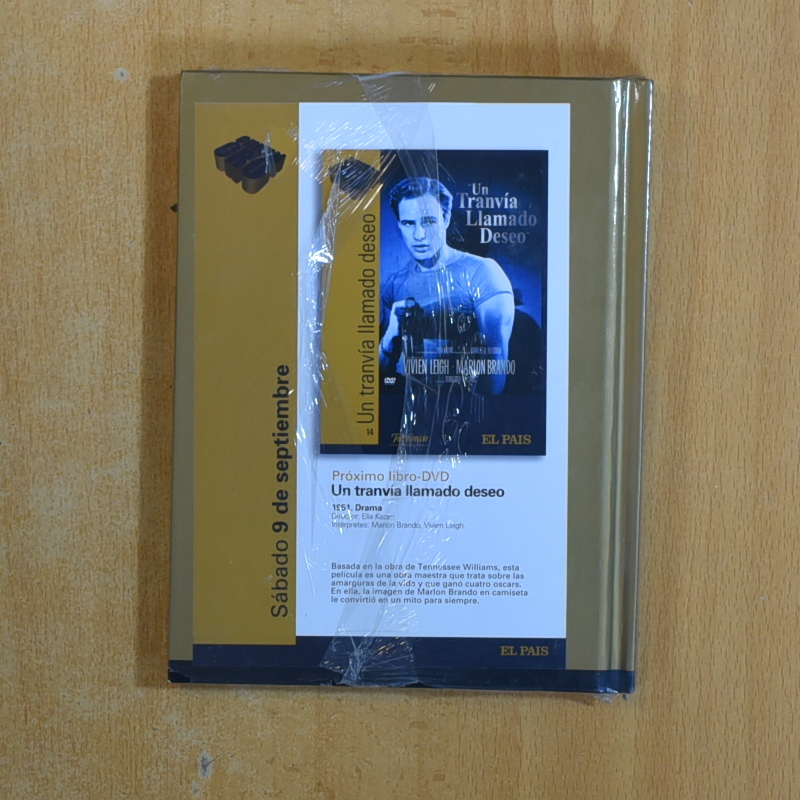 Sábado 9 de septiembre
Un tranvía llamado deseo
14
Un
Tranvía
Llamado
Deseo
VIVIEN LEIGH MARLON BRANDO
DVD
EL PAIS
Próximo libro-DVD
Un tranvía llamado deseo
1951. Drama
Director: Elia Kazan
Intérpretes: Marlon Brando, Vivien Leigh.
Basada en la obra de Tennessee Williams, esta
película es una obra maestra que trata sobre las
amarguras de la vida y que ganó cuatro oscars.
En ella, la imagen de Marlon Brando en camiseta
le convirtió en un mito para siempre.
EL PAIS